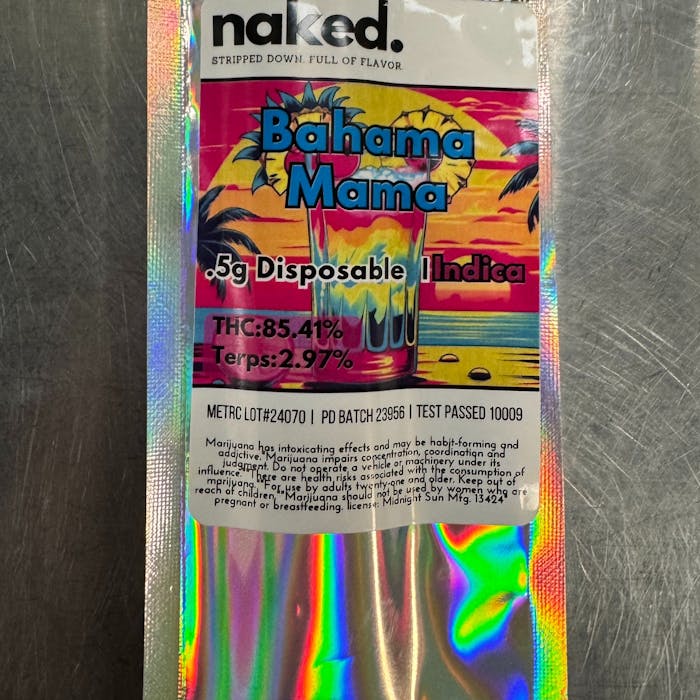 naked.
STRIPPED DOWN. FULL OF FLAVOR.
Bahama
Mama
.5g Disposable | Indica
THC:85.41%
Terps:2.97%
METRC LOT#24070 | PD BATCH 23956 | TEST PASSED 10009
Marijuana has intoxicating effects and may be habit-forming and
addictive.*Marijuana impairs concentration, coordination and
judgment. Do not operate a vehicle or machinery under its
influence.*There are health risks associated with the consumption of
marijuana.*For use by adults twenty-one and older. Keep out of
reach of children.*Marijuana should not be used by women who are
pregnant or breastfeeding. license: Midnight Sun Mfg. 13424